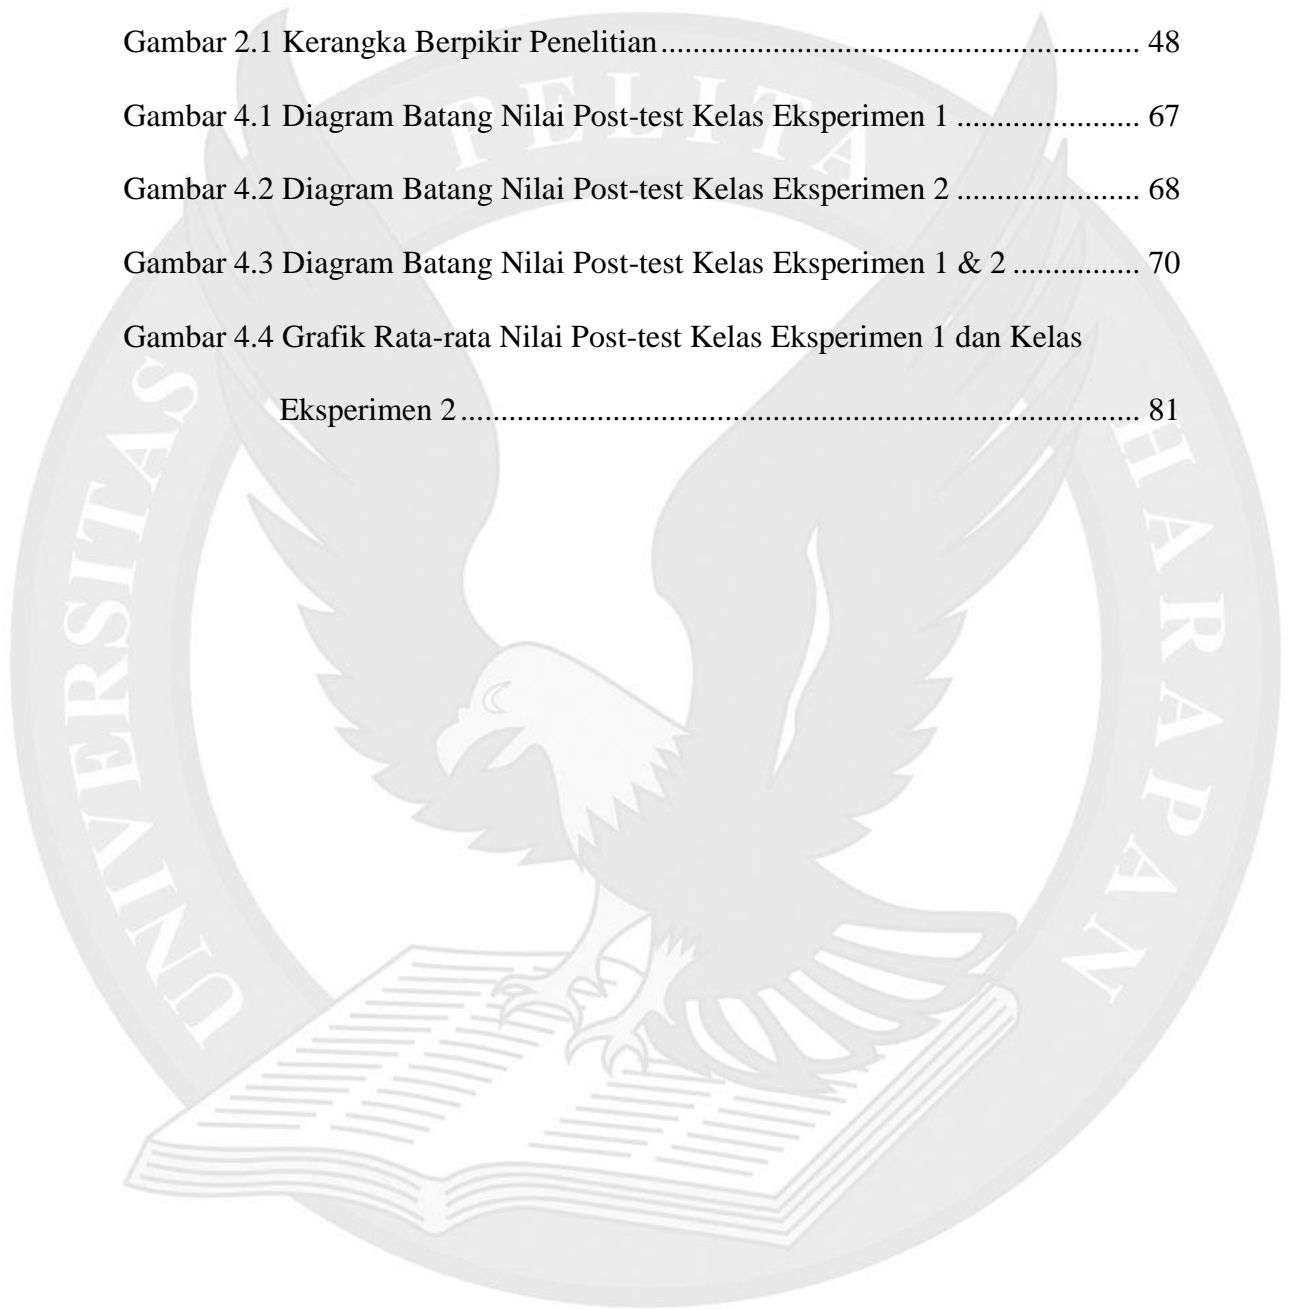 Gambar 2.1 Kerangka Berpikir Penelitian........................................................... 48
Gambar 4.1 Diagram Batang Nilai Post-test Kelas Eksperimen 1 ....................... 67
Gambar 4.2 Diagram Batang Nilai Post-test Kelas Eksperimen 2 ....................... 68
Gambar 4.3 Diagram Batang Nilai Post-test Kelas Eksperimen 1 & 2 ................ 70
Gambar 4.4 Grafik Rata-rata Nilai Post-test Kelas Eksperimen 1 dan Kelas
Eksperimen 2.................................................................................... 81
UNIVERSITAS
PELITA
HARAPAN